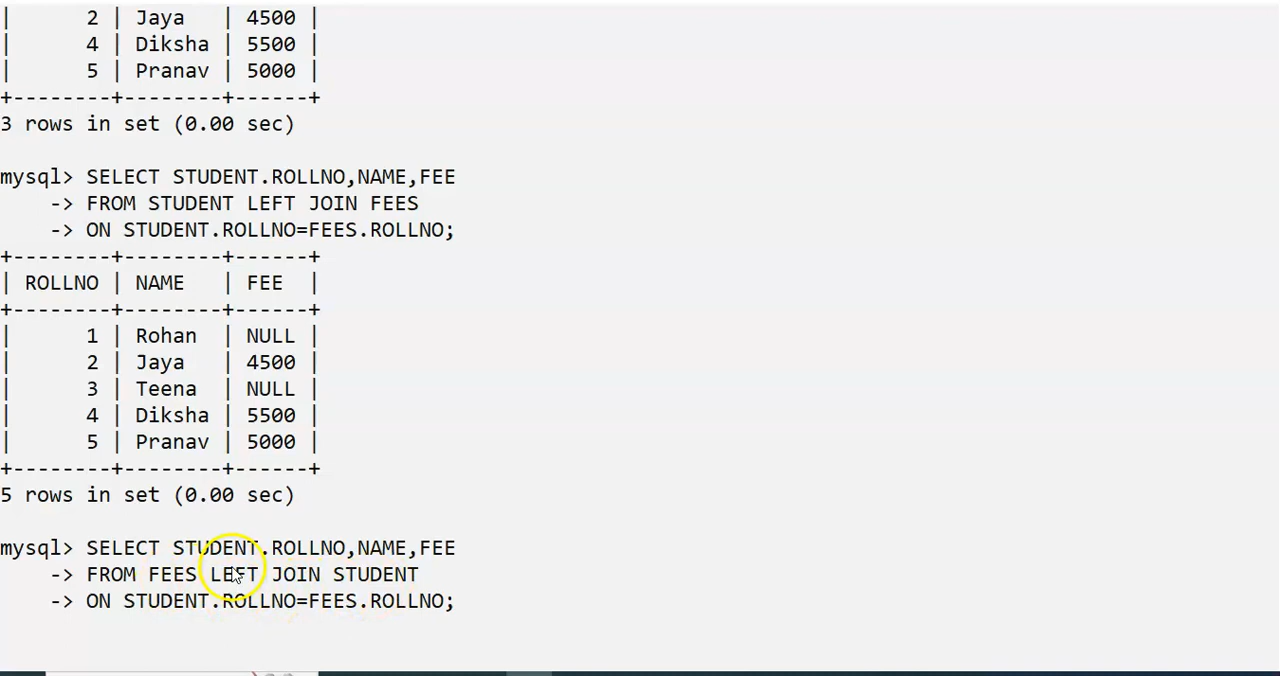 |      2 | Jaya   | 4500 |
|      4 | Diksha | 5500 |
|      5 | Pranav | 5000 |
+--------+--------+------+
3 rows in set (0.00 sec)
mysql> SELECT STUDENT.ROLLNO,NAME,FEE
    -> FROM STUDENT LEFT JOIN FEES
    -> ON STUDENT.ROLLNO=FEES.ROLLNO;
+--------+--------+------+
| ROLLNO | NAME   | FEE  |
+--------+--------+------+
|      1 | Rohan  | NULL |
|      2 | Jaya   | 4500 |
|      3 | Teena  | NULL |
|      4 | Diksha | 5500 |
|      5 | Pranav | 5000 |
+--------+--------+------+
5 rows in set (0.00 sec)
mysql> SELECT STUDENT.ROLLNO,NAME,FEE
    -> FROM FEES LEFT JOIN STUDENT
    -> ON STUDENT.ROLLNO=FEES.ROLLNO;